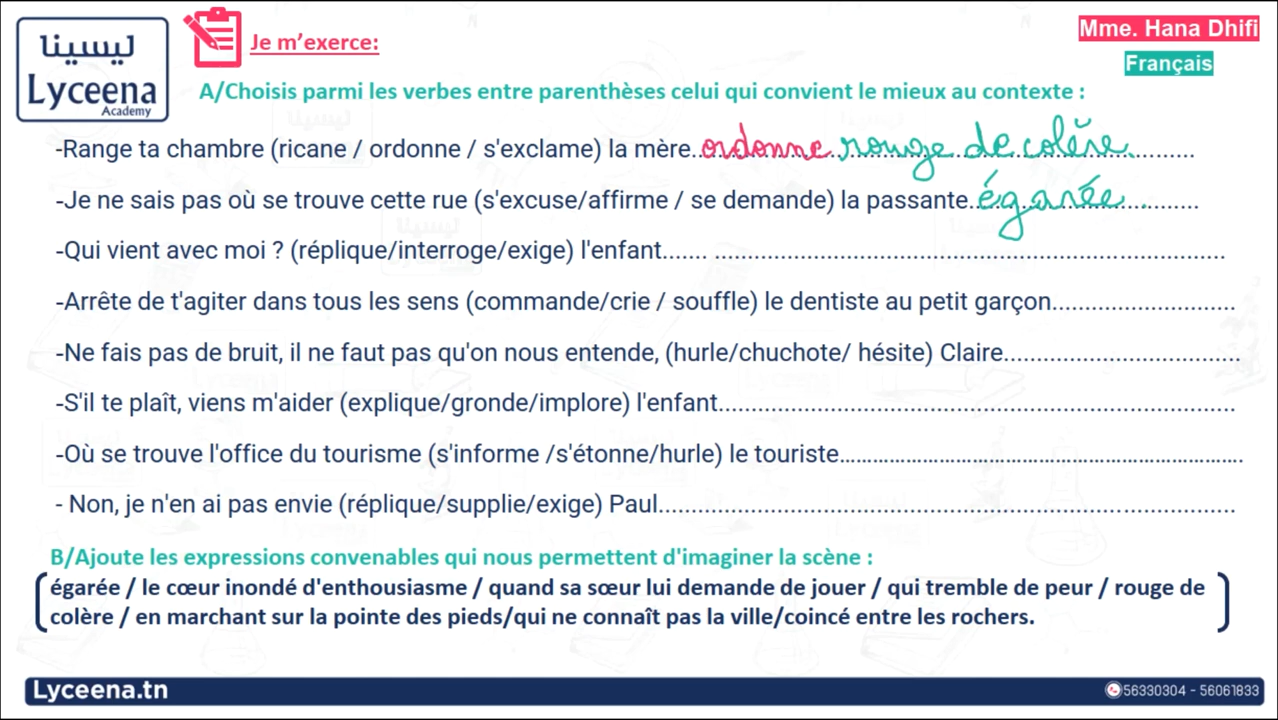 ليسينا
Lyceena
Academy
Je m'exerce:
Mme. Hana Dhifi
Français
A/Choisis parmi les verbes entre parenthèses celui qui convient le mieux au contexte :
-Range ta chambre (ricane / ordonne / s'exclame) la mère..ordonne rouge de colère.
-Je ne sais pas où se trouve cette rue (s'excuse/affirme / se demande) la passante..égarée...
-Qui vient avec moi ? (réplique/interroge/exige) l'enfant....... ...............................................................................
-Arrête de t'agiter dans tous les sens (commande/crie / souffle) le dentiste au petit garçon............................
-Ne fais pas de bruit, il ne faut pas qu'on nous entende, (hurle/chuchote/ hésite) Claire....................................
-S'il te plaît, viens m'aider (explique/gronde/implore) l'enfant...............................................................................
-Où se trouve l'office du tourisme (s'informe /s'étonne/hurle) le touriste...............................................................
- Non, je n'en ai pas envie (réplique/supplie/exige) Paul........................................................................................
B/Ajoute les expressions convenables qui nous permettent d'imaginer la scène :
égarée / le cœur inondé d'enthousiasme / quand sa sœur lui demande de jouer / qui tremble de peur / rouge de
colère / en marchant sur la pointe des pieds/qui ne connaît pas la ville/coincé entre les rochers.
Lyceena.tn
56330304 - 56061833